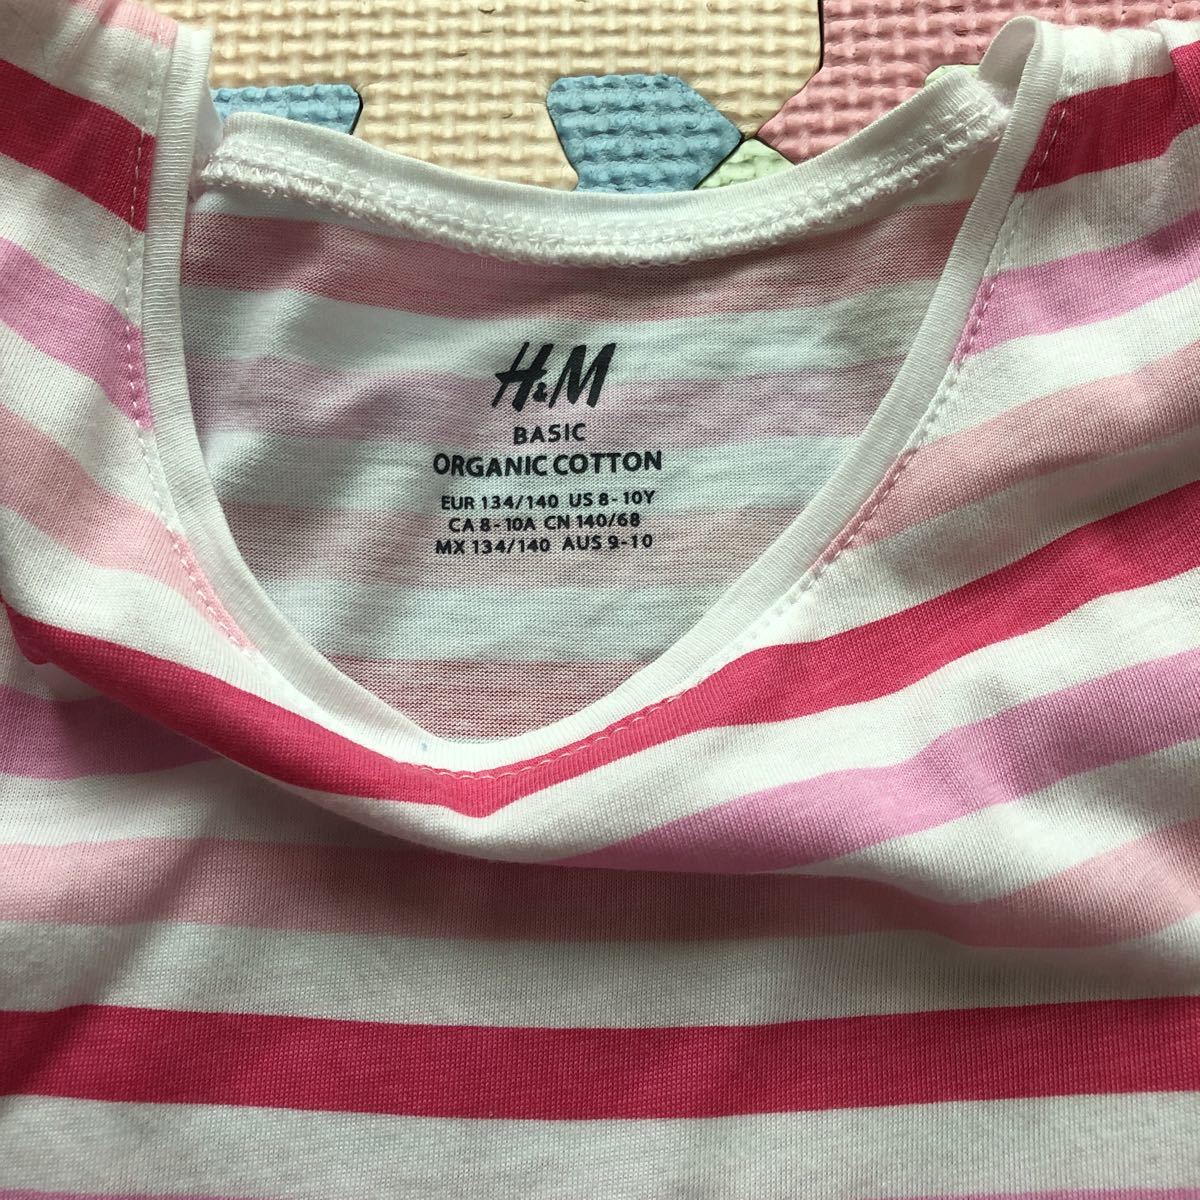 H&M
BASIC
ORGANIC COTTON
EUR 134/140 US 8-10Y
CA 8-10A CN 140/68
MX 134/140 AUS 9-10